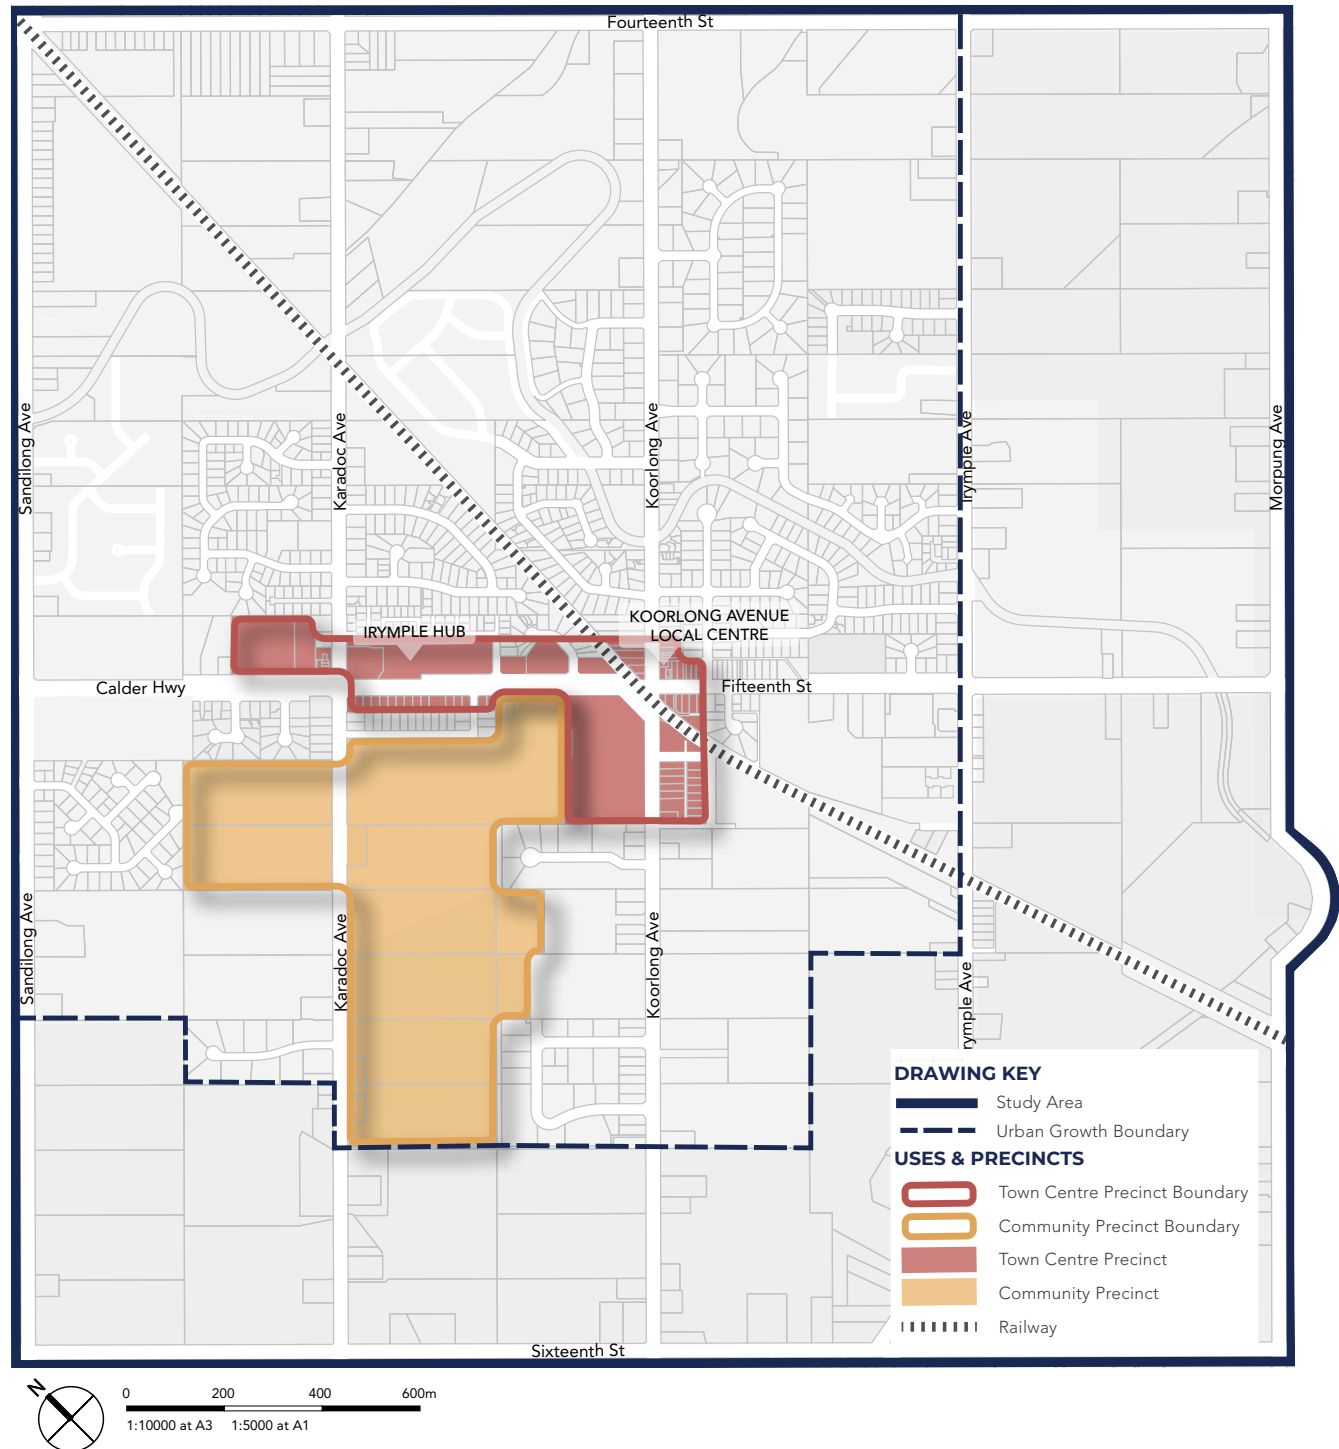 Fourteenth St
Sandilong Ave
Karadoc Ave
Koorlong Ave
Irymple Ave
Morpung Ave
IRYMPLE HUB
KOORLONG AVENUE
LOCAL CENTRE
Calder Hwy
Fifteenth St
Sandilong Ave
Karadoc Ave
Koorlong Ave
rymple Ave
DRAWING KEY
Study Area
Urban Growth Boundary
USES & PRECINCTS
Town Centre Precinct Boundary
Community Precinct Boundary
Town Centre Precinct
Community Precinct
Railway
Sixteenth St
N
0 200 400 600m
1:10000 at A3 1:5000 at A1